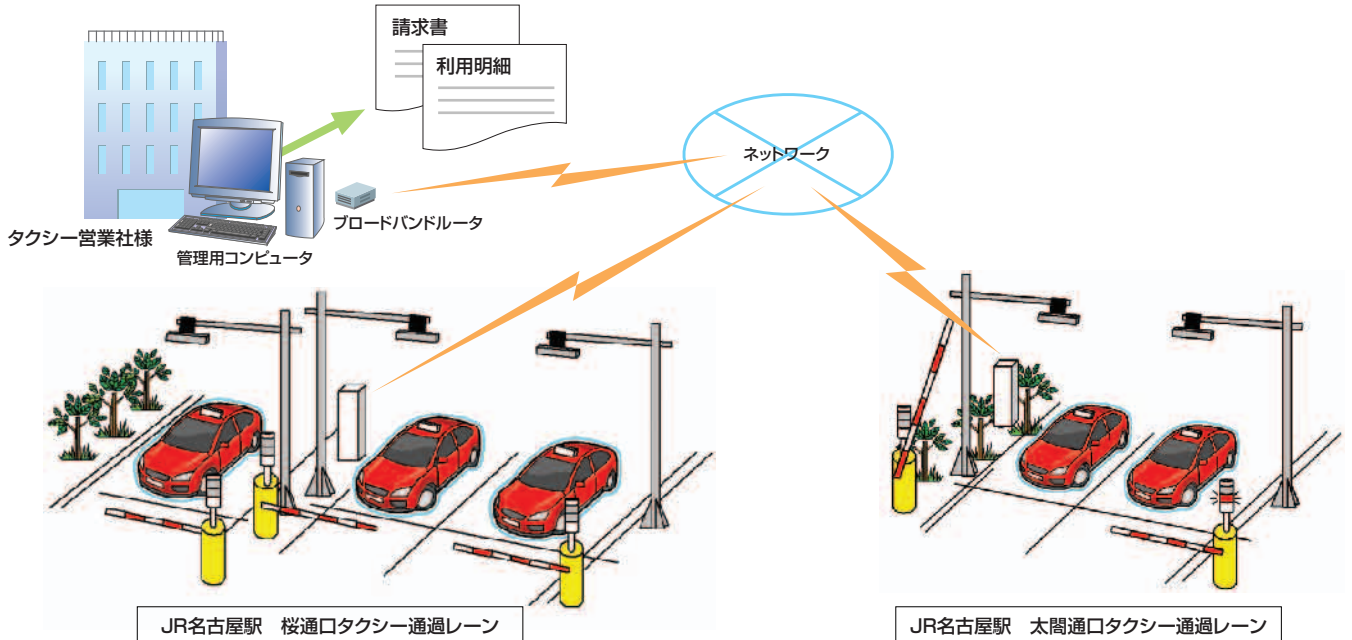 請求書
利用明細
ネットワーク
ブロードバンドルータ
タクシー営業社様
管理用コンピュータ
JR名古屋駅　桜通口タクシー通過レーン
JR名古屋駅　太閤通口タクシー通過レーン